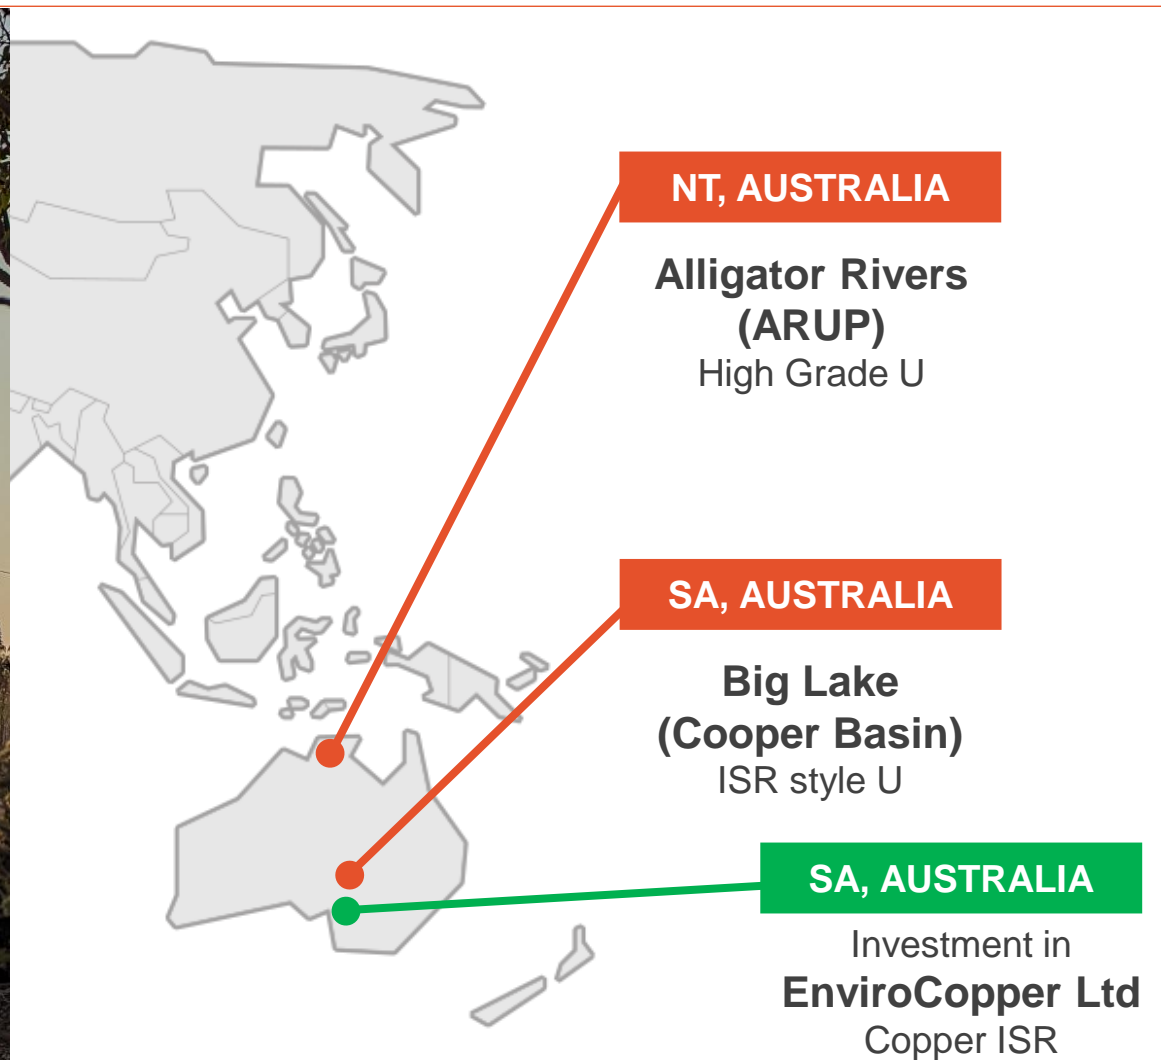 NT, AUSTRALIA
Alligator Rivers
(ARUP)
High Grade U
SA, AUSTRALIA
Big Lake
(Cooper Basin)
ISR style U
SA, AUSTRALIA
Investment in
EnviroCopper Ltd
Copper ISR